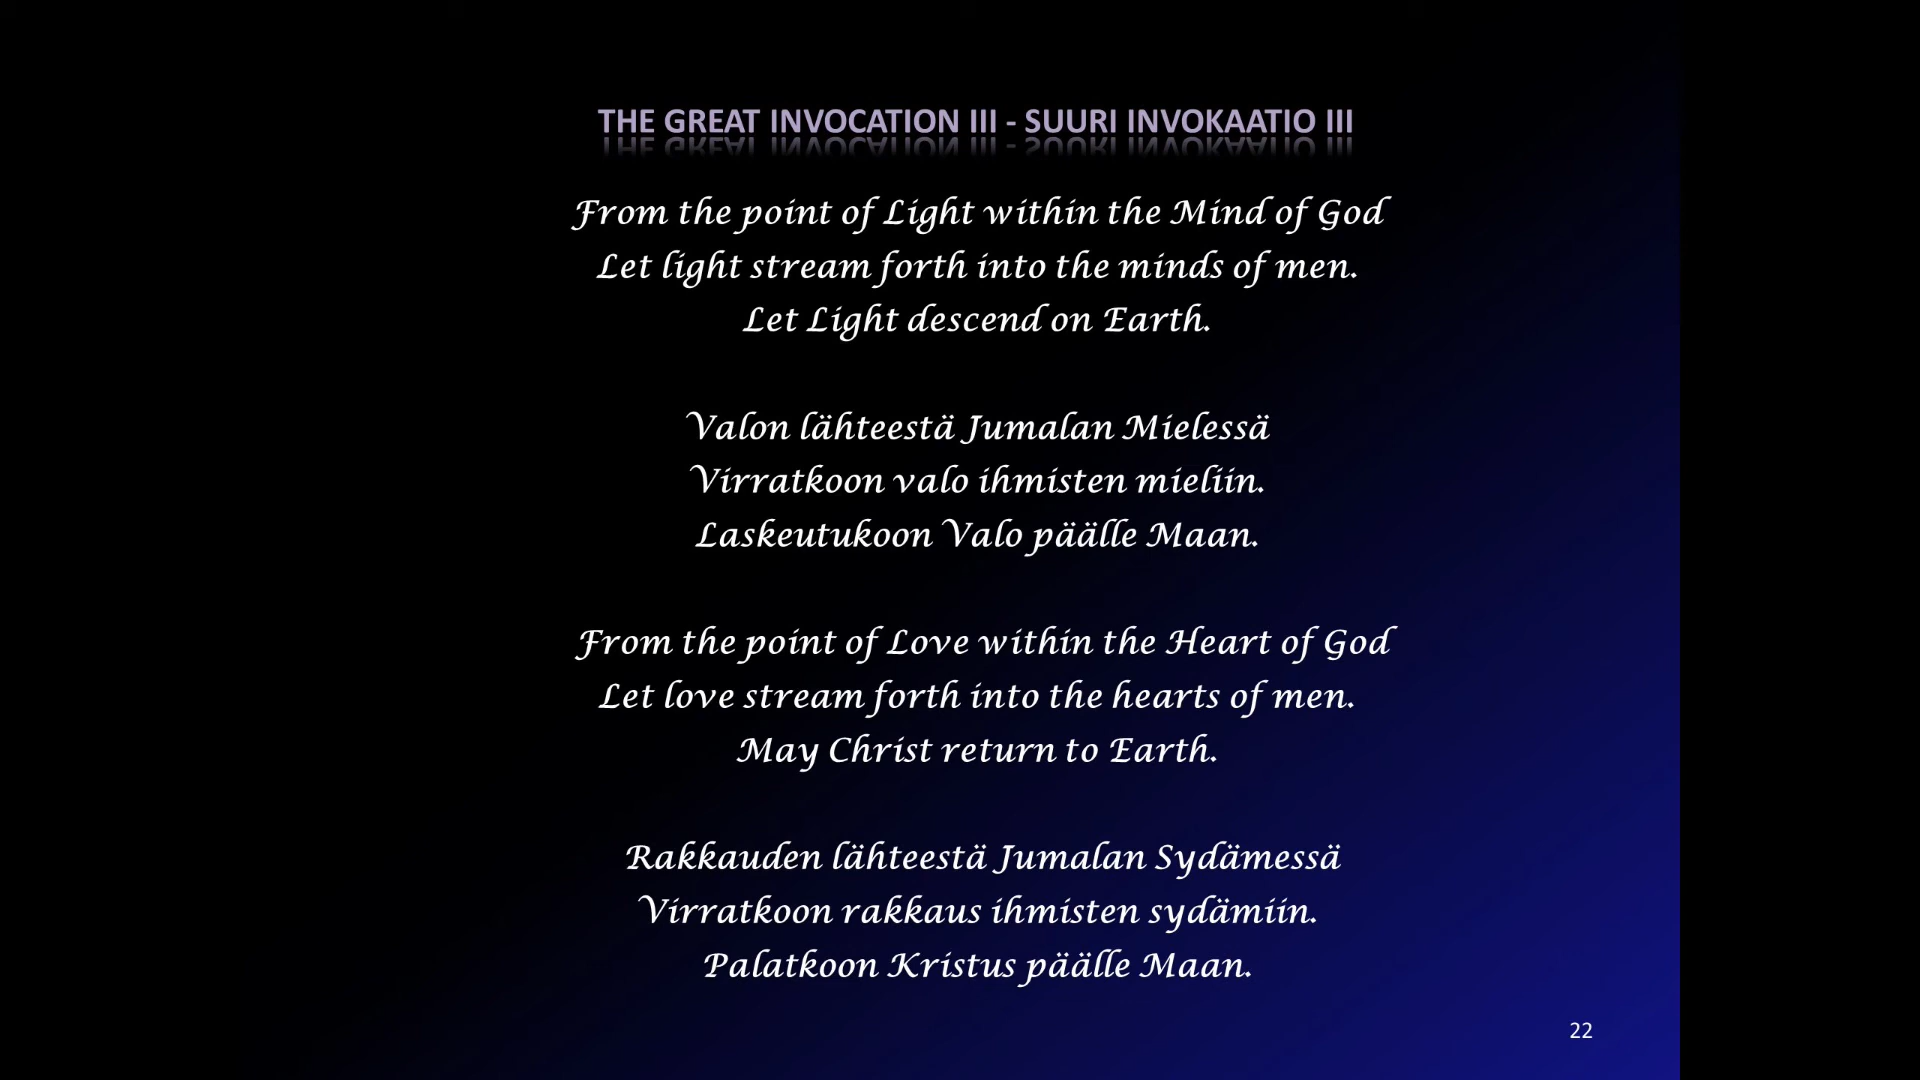 THE GREAT INVOCATION III - SUURI INVOKAATIO III
From the point of Light within the Mind of God
Let light stream forth into the minds of men.
Let Light descend on Earth.
Valon lähteestä Jumalan Mielessä
Virratkoon valo ihmisten mieliin.
Laskeutukoon Valo päälle Maan.
From the point of Love within the Heart of God
Let love stream forth into the hearts of men.
May Christ return to Earth.
Rakkauden lähteestä Jumalan Sydämessä
Virratkoon rakkaus ihmisten sydämiin.
Palatkoon Kristus päälle Maan.
22